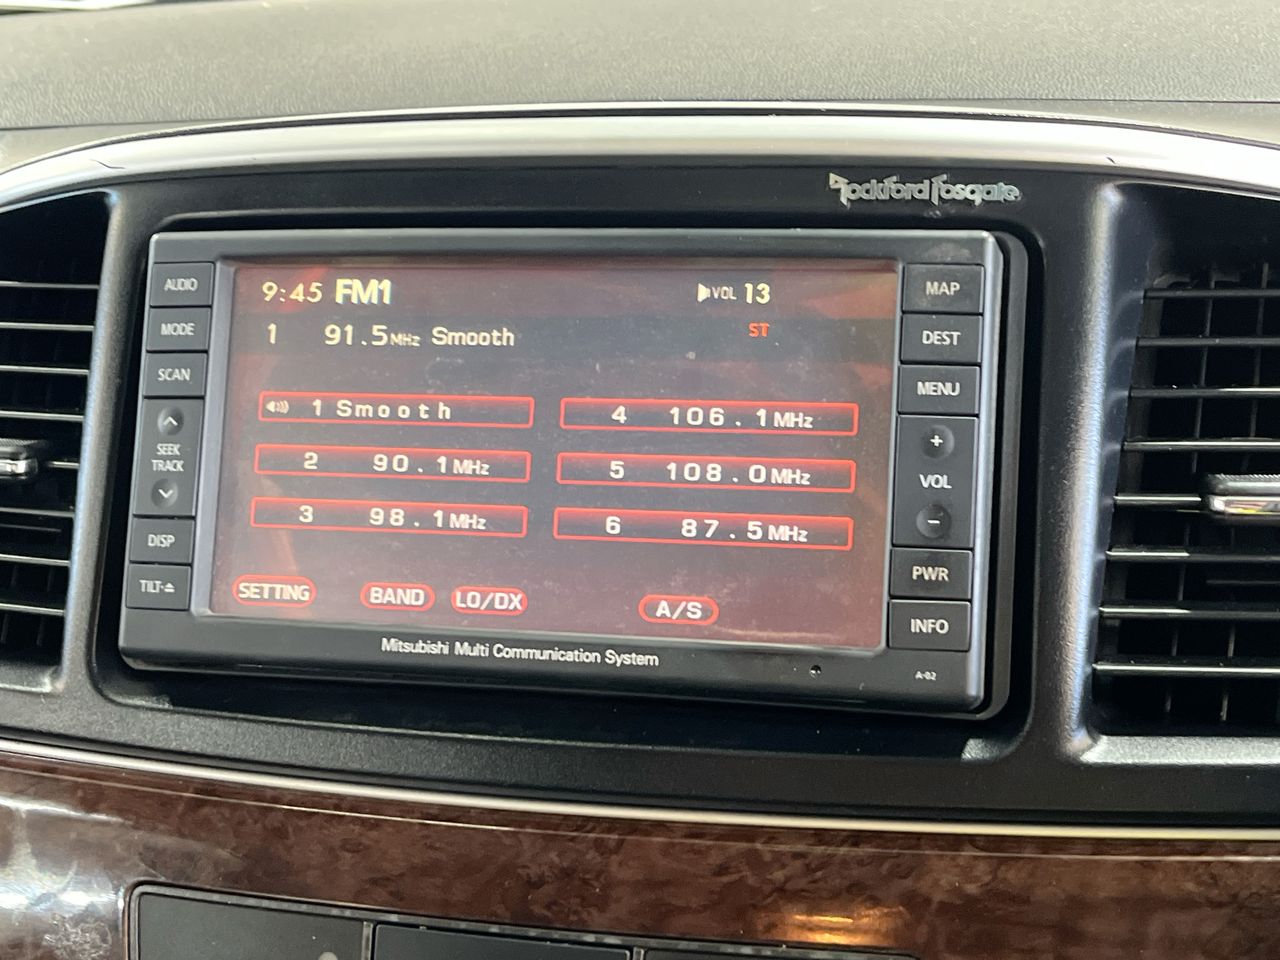 Rockford Fosgate
AUDIO
MODE
SCAN
SEEK
TRACK
DISP
TILT·⏏
9:45 FM1 VOL 13
1 91.5MHz Smooth ST
1 Smooth
2 90.1MHz
3 98.1MHz
4 106.1MHz
5 108.0MHz
6 87.5MHz
SETTING BAND LO/DX A/S
MAP
DEST
MENU
+
VOL
-
PWR
INFO
Mitsubishi Multi Communication System
A-02